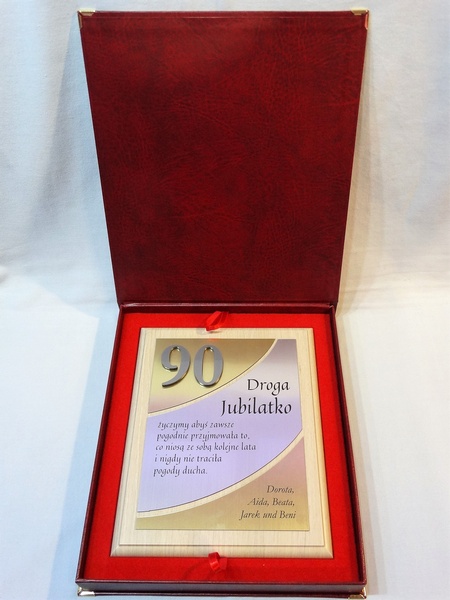 90
Droga
Jubilatko
życzymy abyś zawsze
pogodnie przyjmowała to,
co niosą ze sobą kolejne lata
i nigdy nie traciła
pogody ducha.
Dorota,
Aida, Beata,
Jarek und Beni